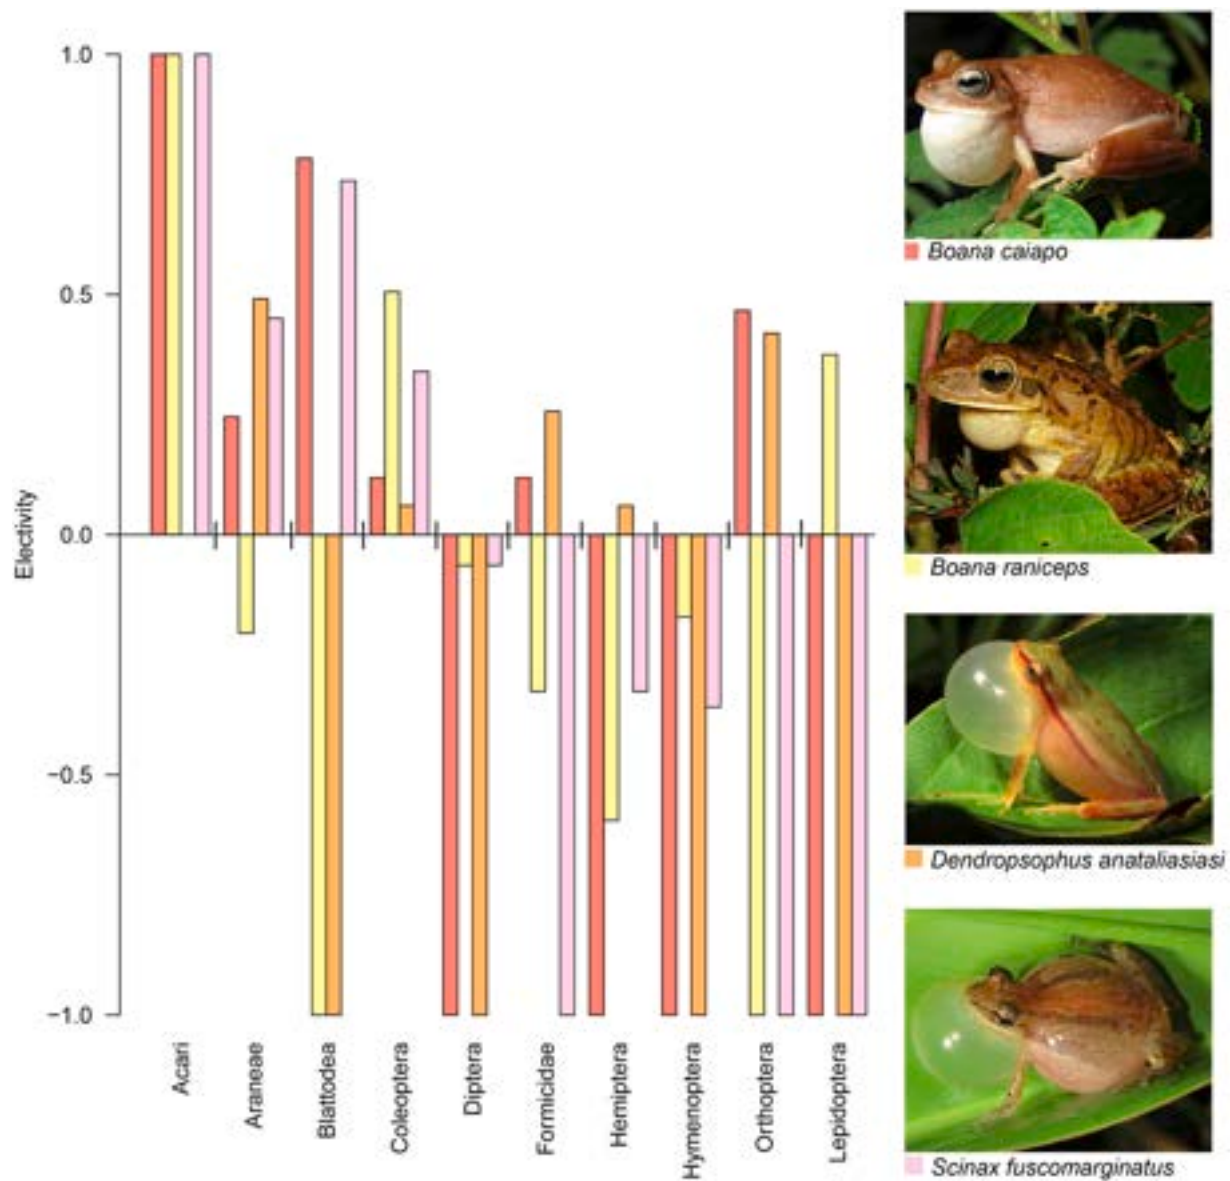 1.0
0.5
0.0
−0.5
−1.0
Electivity
Acari
Araneae
Blattodea
Coleoptera
Diptera
Formicidae
Hemiptera
Hymenoptera
Orthoptera
Lepidoptera
Boana caiapo
Boana raniceps
Dendropsophus anataliasiasi
Scinax fuscomarginatus